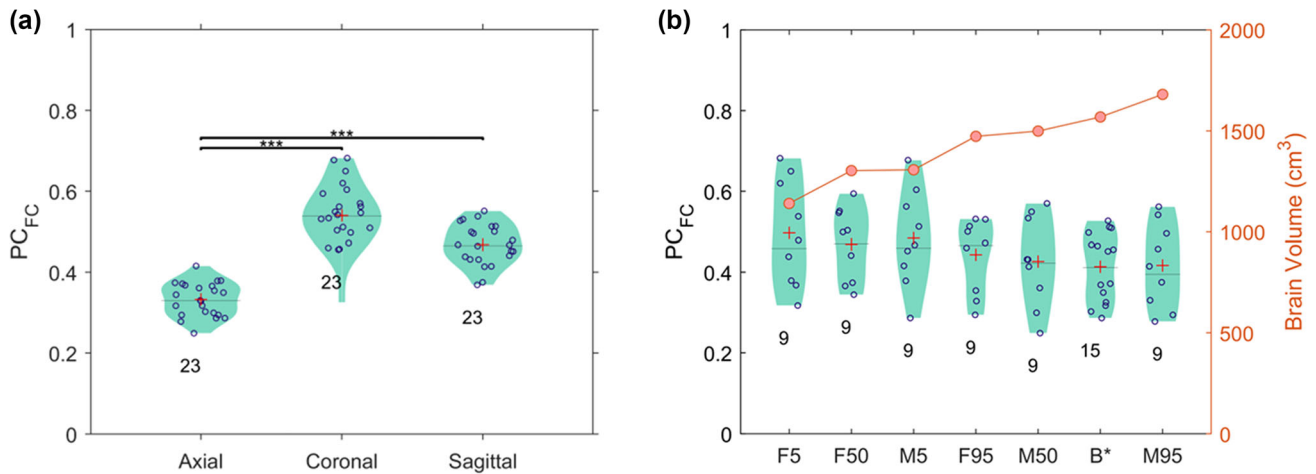 (a)
1
0.8
0.6
0.4
0.2
0
PC_FC
***
***
23
23
23
Axial Coronal Sagittal
(b)
1
0.8
0.6
0.4
0.2
0
PC_FC
9 9 9 9 9 15 9
F5 F50 M5 F95 M50 B* M95
2000
1500
1000
500
0
Brain Volume (cm³)